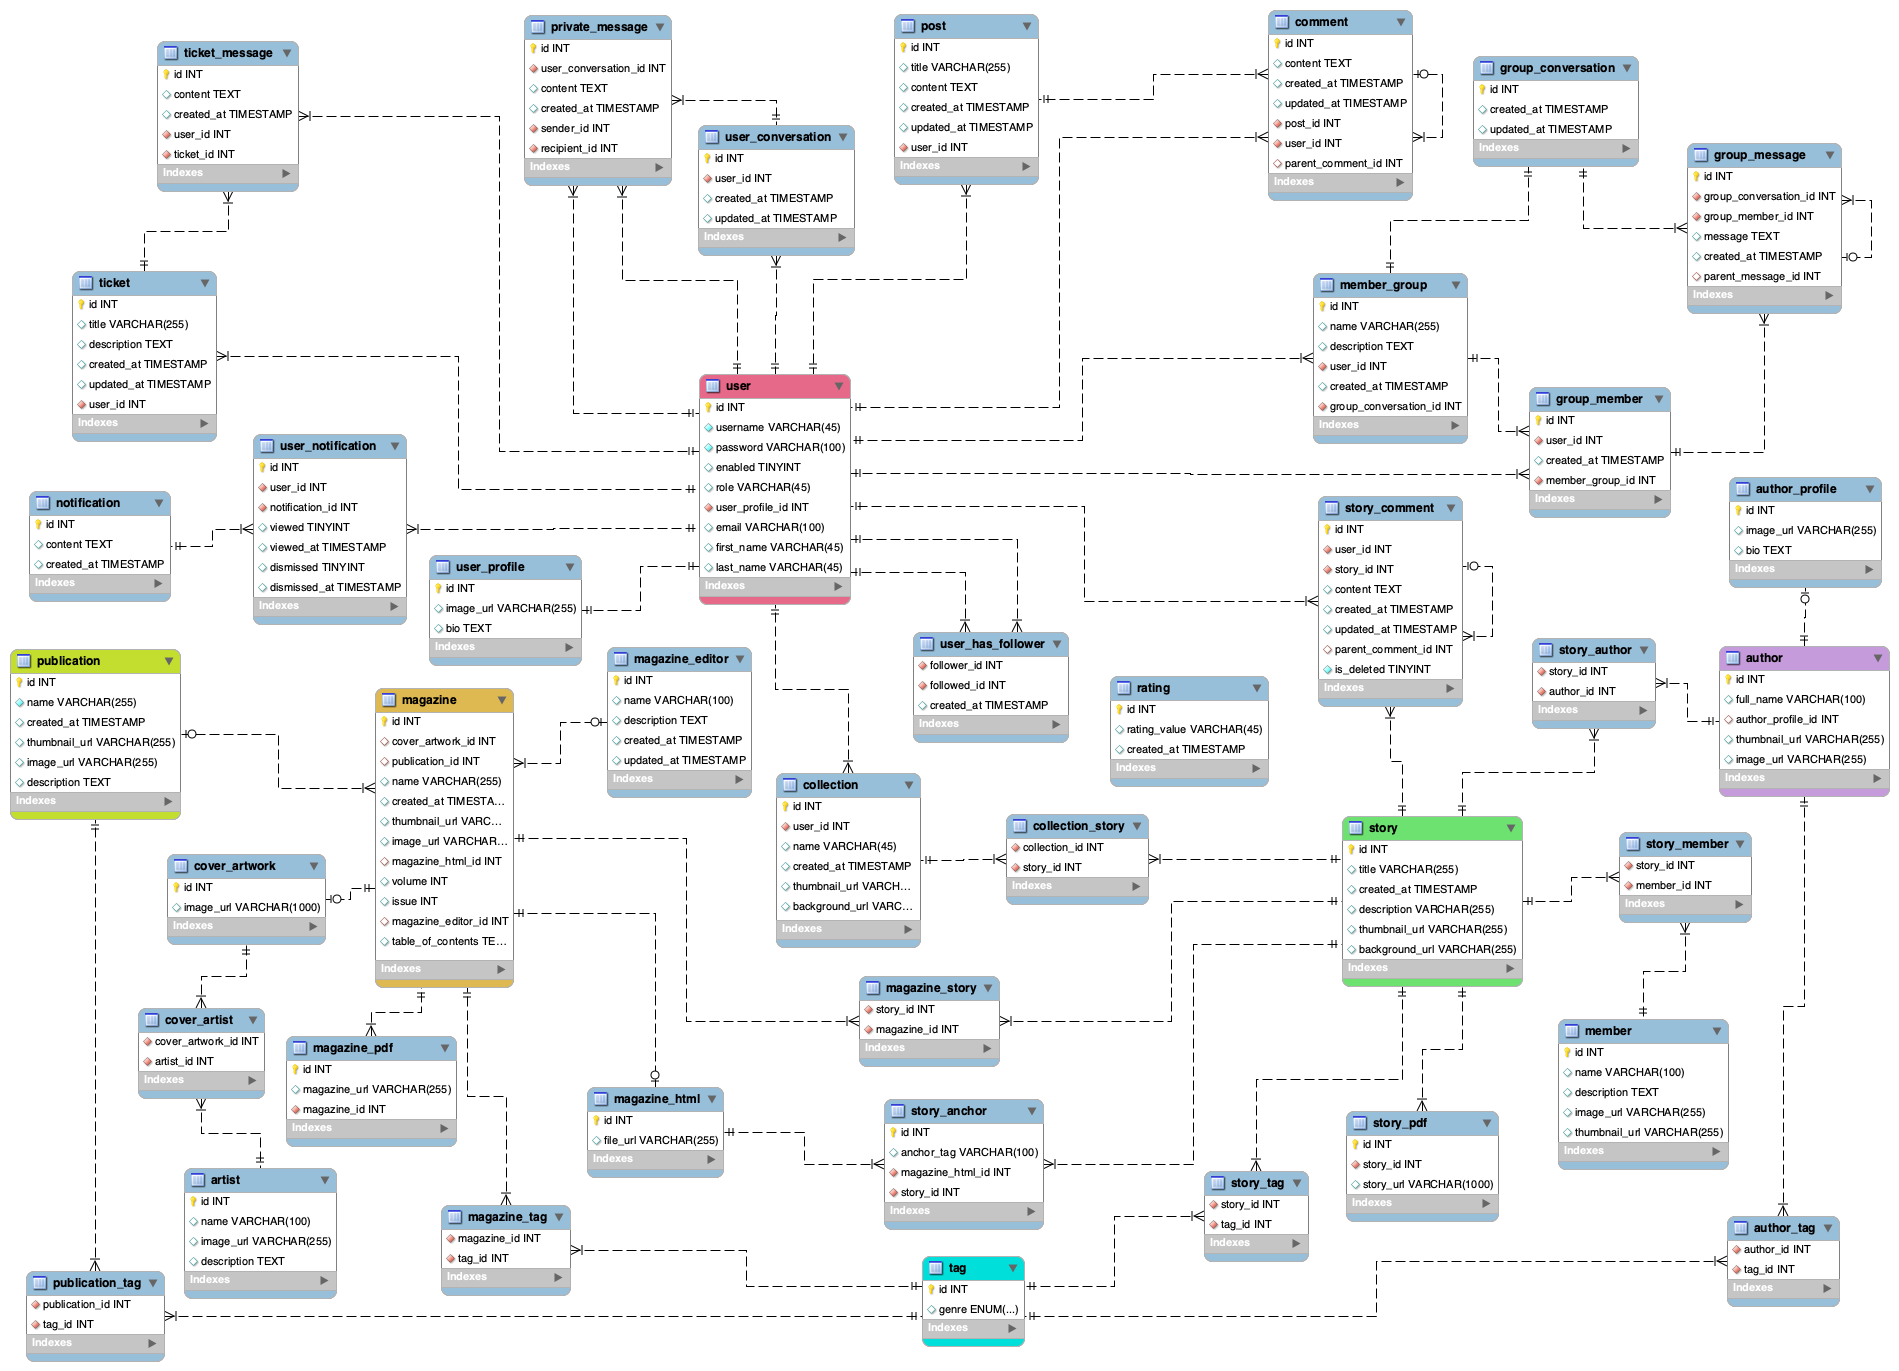 ticket_message
id INT
content TEXT
created_at TIMESTAMP
user_id INT
ticket_id INT
Indexes
private_message
id INT
user_conversation_id INT
content TEXT
created_at TIMESTAMP
sender_id INT
recipient_id INT
Indexes
user_conversation
id INT
user_id INT
created_at TIMESTAMP
updated_at TIMESTAMP
Indexes
post
id INT
title VARCHAR(255)
content TEXT
created_at TIMESTAMP
updated_at TIMESTAMP
user_id INT
Indexes
comment
id INT
content TEXT
created_at TIMESTAMP
updated_at TIMESTAMP
post_id INT
user_id INT
parent_comment_id INT
Indexes
group_conversation
id INT
created_at TIMESTAMP
updated_at TIMESTAMP
Indexes
group_message
id INT
group_conversation_id INT
group_member_id INT
message TEXT
created_at TIMESTAMP
parent_message_id INT
Indexes
ticket
id INT
title VARCHAR(255)
description TEXT
created_at TIMESTAMP
updated_at TIMESTAMP
user_id INT
Indexes
member_group
id INT
name VARCHAR(255)
description TEXT
user_id INT
created_at TIMESTAMP
group_conversation_id INT
Indexes
user
id INT
username VARCHAR(45)
password VARCHAR(100)
enabled TINYINT
role VARCHAR(45)
user_profile_id INT
email VARCHAR(100)
first_name VARCHAR(45)
last_name VARCHAR(45)
Indexes
group_member
id INT
user_id INT
created_at TIMESTAMP
member_group_id INT
Indexes
user_notification
id INT
user_id INT
notification_id INT
viewed TINYINT
viewed_at TIMESTAMP
dismissed TINYINT
dismissed_at TIMESTAMP
Indexes
notification
id INT
content TEXT
created_at TIMESTAMP
Indexes
user_profile
id INT
image_url VARCHAR(255)
bio TEXT
Indexes
story_comment
id INT
user_id INT
story_id INT
content TEXT
created_at TIMESTAMP
updated_at TIMESTAMP
parent_comment_id INT
is_deleted TINYINT
Indexes
author_profile
id INT
image_url VARCHAR(255)
bio TEXT
Indexes
publication
id INT
name VARCHAR(255)
created_at TIMESTAMP
thumbnail_url VARCHAR(255)
image_url VARCHAR(255)
description TEXT
Indexes
magazine
id INT
cover_artwork_id INT
publication_id INT
name VARCHAR(255)
created_at TIMESTA...
thumbnail_url VARC...
image_url VARCHAR...
magazine_html_id INT
volume INT
issue INT
magazine_editor_id INT
table_of_contents TE...
Indexes
magazine_editor
id INT
name VARCHAR(100)
description TEXT
created_at TIMESTAMP
updated_at TIMESTAMP
Indexes
user_has_follower
follower_id INT
followed_id INT
created_at TIMESTAMP
Indexes
rating
id INT
rating_value VARCHAR(45)
created_at TIMESTAMP
Indexes
story_author
story_id INT
author_id INT
Indexes
author
id INT
full_name VARCHAR(100)
author_profile_id INT
thumbnail_url VARCHAR(255)
image_url VARCHAR(255)
Indexes
collection
id INT
user_id INT
name VARCHAR(45)
created_at TIMESTAMP
thumbnail_url VARCH...
background_url VARC...
Indexes
collection_story
collection_id INT
story_id INT
Indexes
story
id INT
title VARCHAR(255)
created_at TIMESTAMP
description VARCHAR(255)
thumbnail_url VARCHAR(255)
background_url VARCHAR(255)
Indexes
story_member
story_id INT
member_id INT
Indexes
cover_artwork
id INT
image_url VARCHAR(1000)
Indexes
cover_artist
cover_artwork_id INT
artist_id INT
Indexes
magazine_pdf
id INT
magazine_url VARCHAR(255)
magazine_id INT
Indexes
magazine_story
story_id INT
magazine_id INT
Indexes
member
id INT
name VARCHAR(100)
description TEXT
image_url VARCHAR(255)
thumbnail_url VARCHAR(255)
Indexes
magazine_html
id INT
file_url VARCHAR(255)
Indexes
story_anchor
id INT
anchor_tag VARCHAR(100)
magazine_html_id INT
story_id INT
Indexes
story_pdf
id INT
story_id INT
story_url VARCHAR(1000)
Indexes
artist
id INT
name VARCHAR(100)
image_url VARCHAR(255)
description TEXT
Indexes
magazine_tag
magazine_id INT
tag_id INT
Indexes
story_tag
story_id INT
tag_id INT
Indexes
author_tag
author_id INT
tag_id INT
Indexes
publication_tag
publication_id INT
tag_id INT
Indexes
tag
id INT
genre ENUM(...)
Indexes